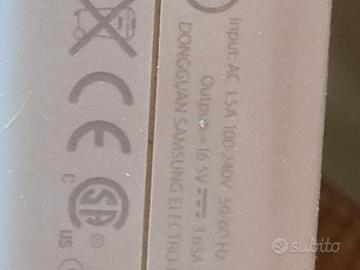 Input: AC 1.5A 100-240V 50/60 Hz
Output 16.5V 3.65A
DONGGUAN SAMSUNG ELECTRO-
CE
C
US
subito